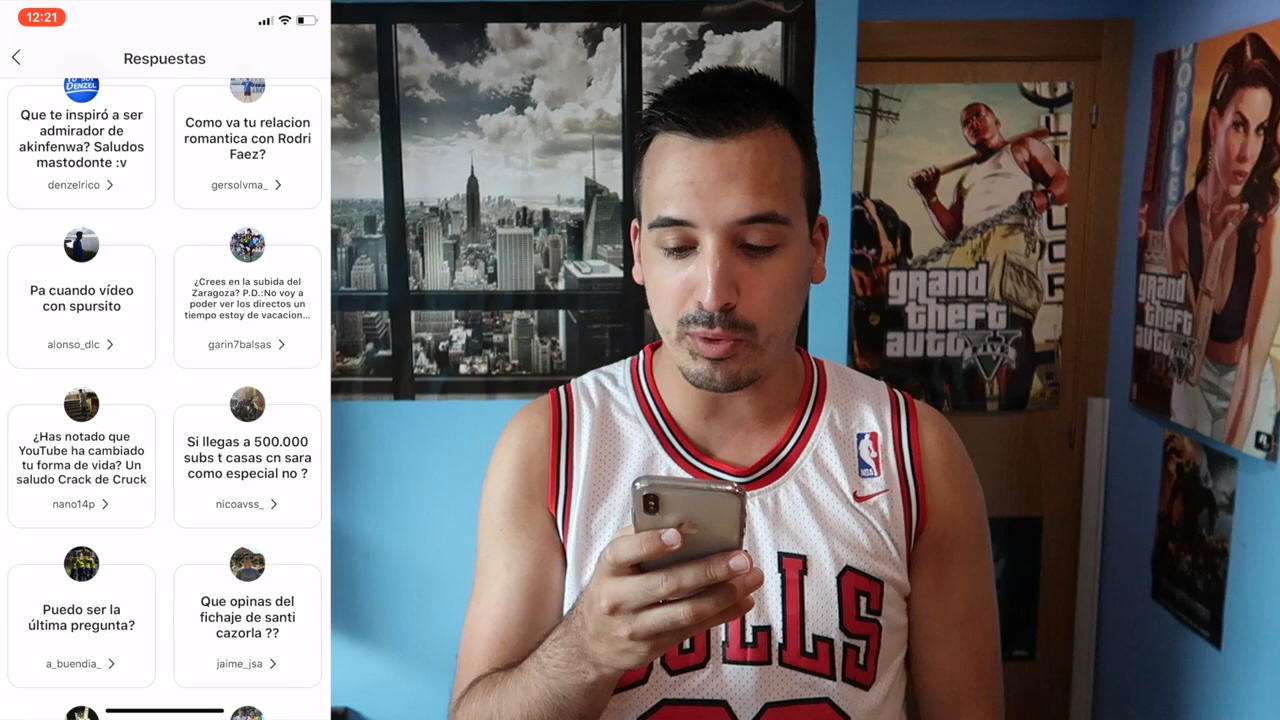 12:21
Respuestas
DENZEL
Que te inspiró a ser
admirador de
akinfenwa? Saludos
mastodonte :v
denzelrico
Como va tu relacion
romantica con Rodri
Faez?
gersolvma_
Pa cuando vídeo
con spursito
alonso_dlc
¿Crees en la subida del
Zaragoza? P.D.:No voy a
poder ver los directos un
tiempo estoy de vacacion...
garin7balsas
¿Has notado que
YouTube ha cambiado
tu forma de vida? Un
saludo Crack de Cruck
nano14p
Si llegas a 500.000
subs t casas cn sara
como especial no ?
nicoavss_
Puedo ser la
última pregunta?
a_buendia_
Que opinas del
fichaje de santi
cazorla ??
jaime_jsa
grand
theft
auto V
FIVE
grand
theft
auto
NBA
BULLS